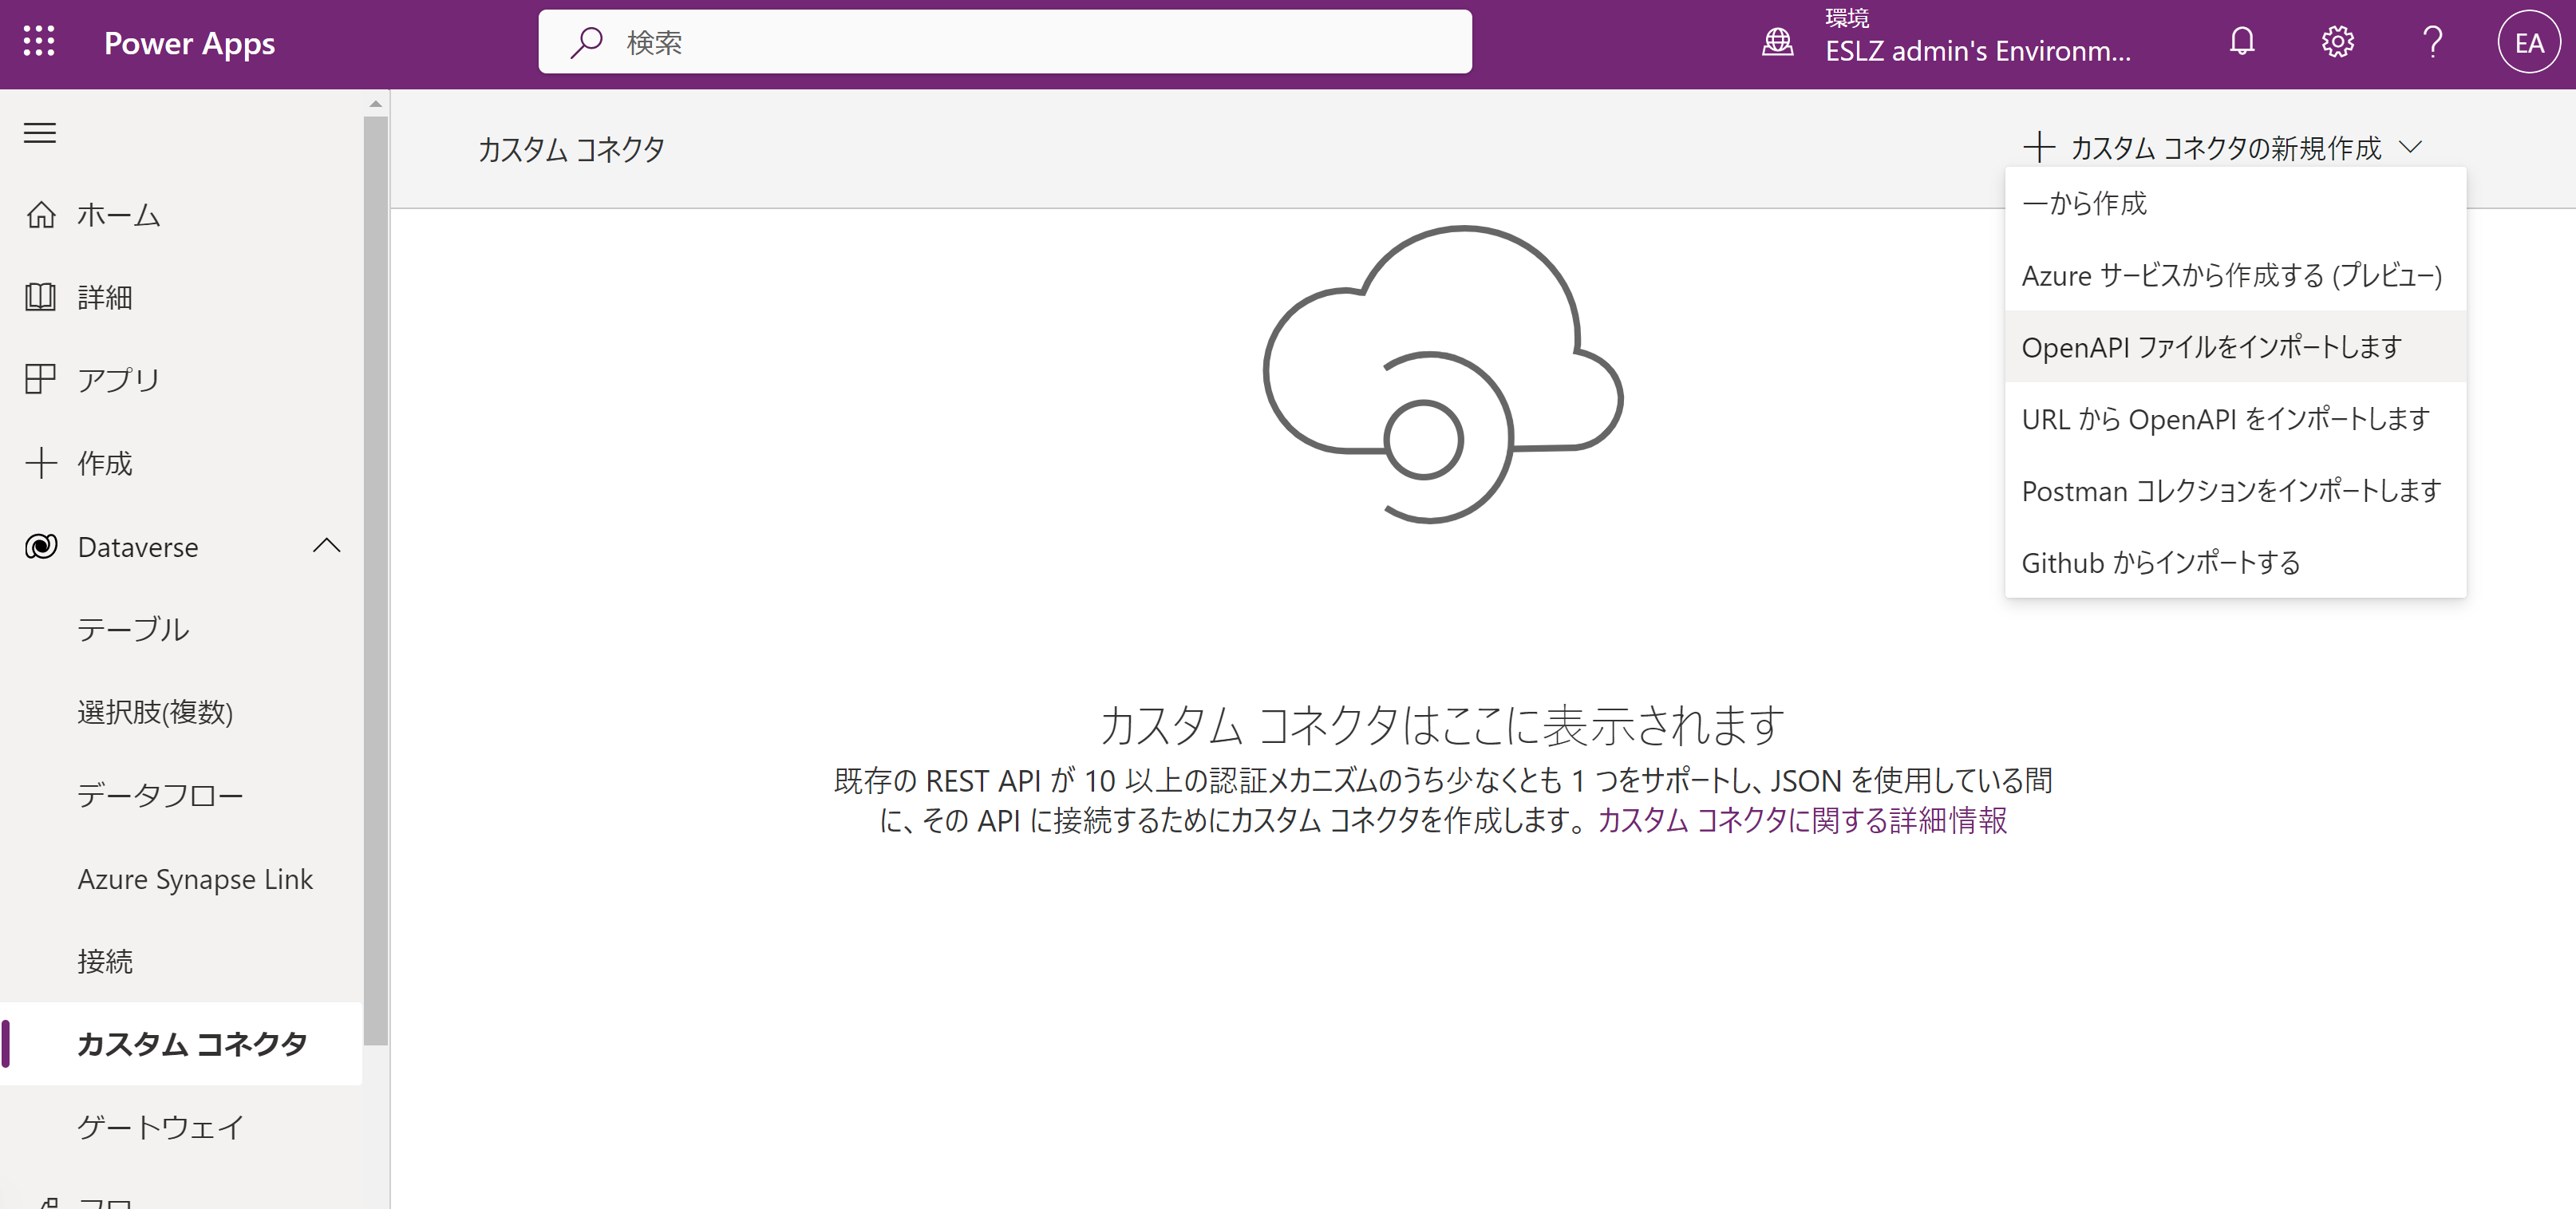 Power Apps
検索
環境
ESLZ admin's Environm...
EA
ホーム
詳細
アプリ
作成
Dataverse
テーブル
選択肢(複数)
データフロー
Azure Synapse Link
接続
カスタム コネクタ
ゲートウェイ
フロー
カスタム コネクタ
カスタム コネクタの新規作成
一から作成
Azure サービスから作成する (プレビュー)
OpenAPI ファイルをインポートします
URL から OpenAPI をインポートします
Postman コレクションをインポートします
Github からインポートする
カスタム コネクタはここに表示されます
既存の REST API が 10 以上の認証メカニズムのうち少なくとも 1 つをサポートし、JSON を使用している間
に、その API に接続するためにカスタム コネクタを作成します。 カスタム コネクタに関する詳細情報